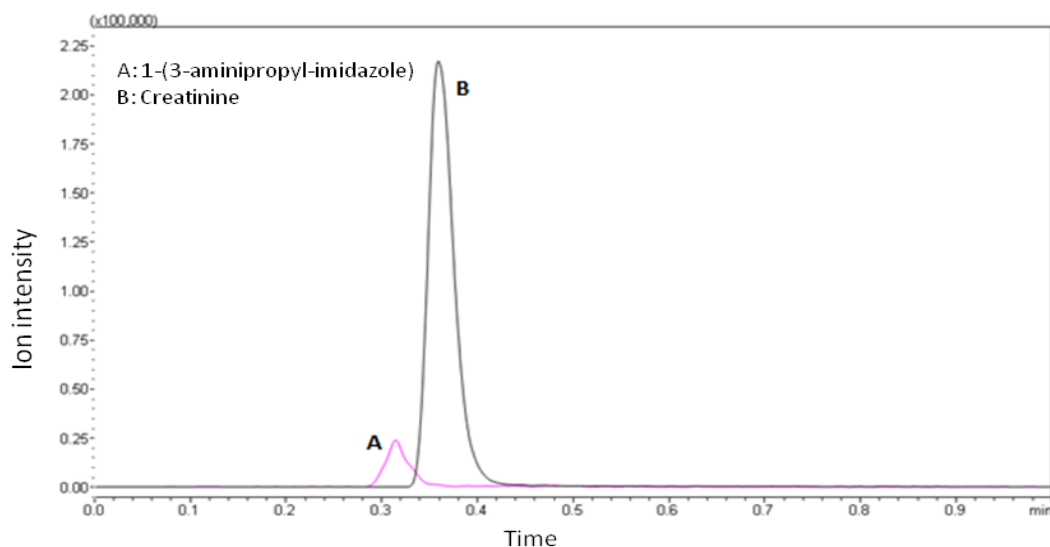 (x100,000)
2.25
A: 1-(3-aminipropyl-imidazole)
B: Creatinine
B
2.00
1.75
1.50
1.25
1.00
0.75
0.50
A
0.25
0.00
0.0 0.1 0.2 0.3 0.4 0.5 0.6 0.7 0.8 0.9 min
Ion intensity
Time